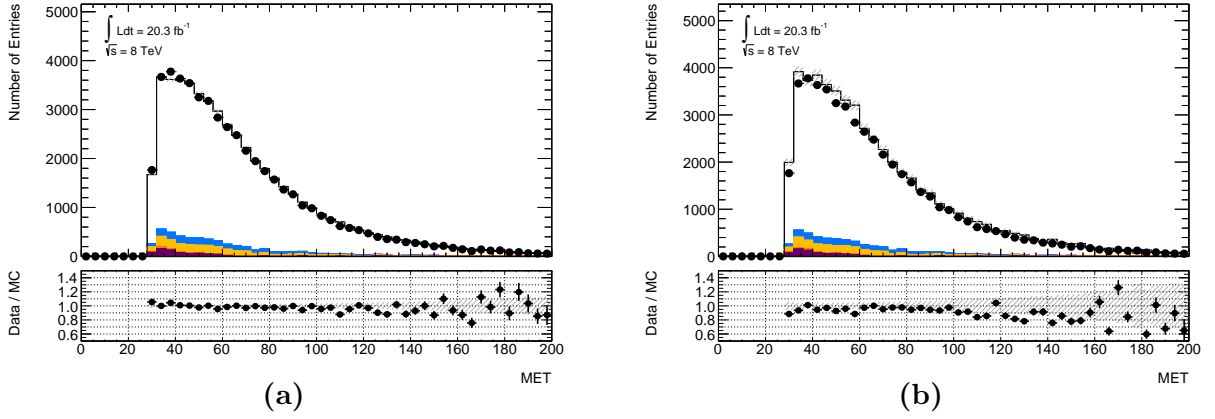 Number of Entries
5000
4000
3000
2000
1000
0
∫ Ldt = 20.3 fb⁻¹
√s = 8 TeV
Data / MC
1.4
1.2
1.0
0.8
0.6
0 20 40 60 80 100 120 140 160 180 200
MET
(a)
Number of Entries
5000
4000
3000
2000
1000
0
∫ Ldt = 20.3 fb⁻¹
√s = 8 TeV
Data / MC
1.4
1.2
1.0
0.8
0.6
0 20 40 60 80 100 120 140 160 180 200
MET
(b)